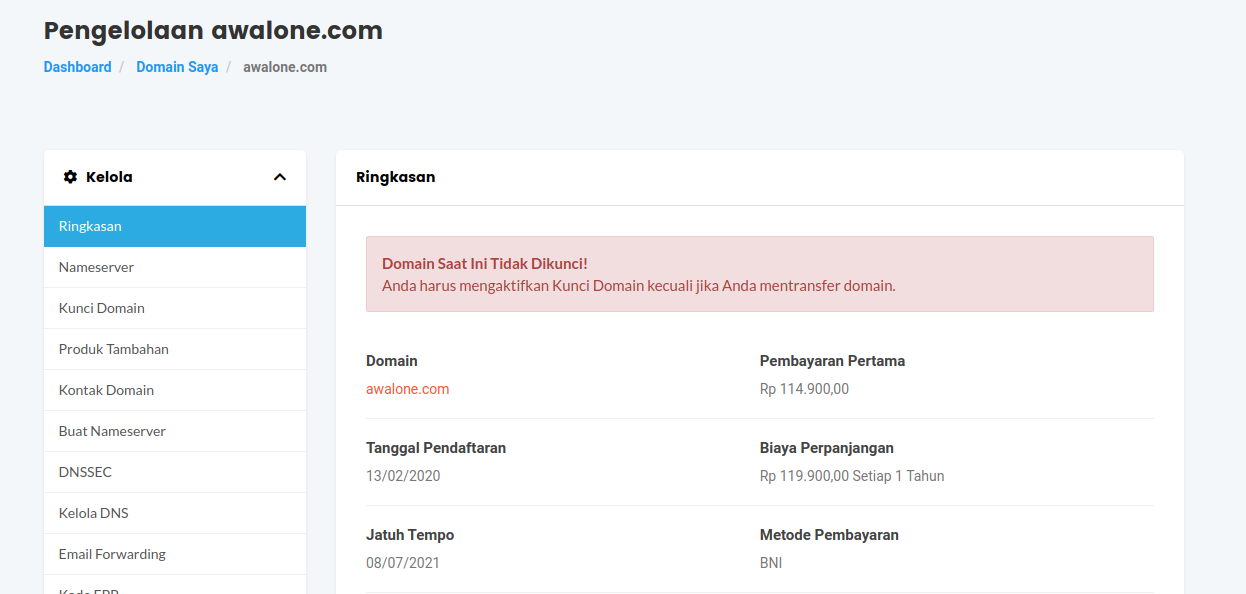 Pengelolaan awalone.com
Dashboard / Domain Saya / awalone.com
Kelola
Ringkasan
Nameserver
Kunci Domain
Produk Tambahan
Kontak Domain
Buat Nameserver
DNSSEC
Kelola DNS
Email Forwarding
Kode EPP
Ringkasan
Domain Saat Ini Tidak Dikunci!
Anda harus mengaktifkan Kunci Domain kecuali jika Anda mentransfer domain.
Domain
awalone.com
Pembayaran Pertama
Rp 114.900,00
Tanggal Pendaftaran
13/02/2020
Biaya Perpanjangan
Rp 119.900,00 Setiap 1 Tahun
Jatuh Tempo
08/07/2021
Metode Pembayaran
BNI